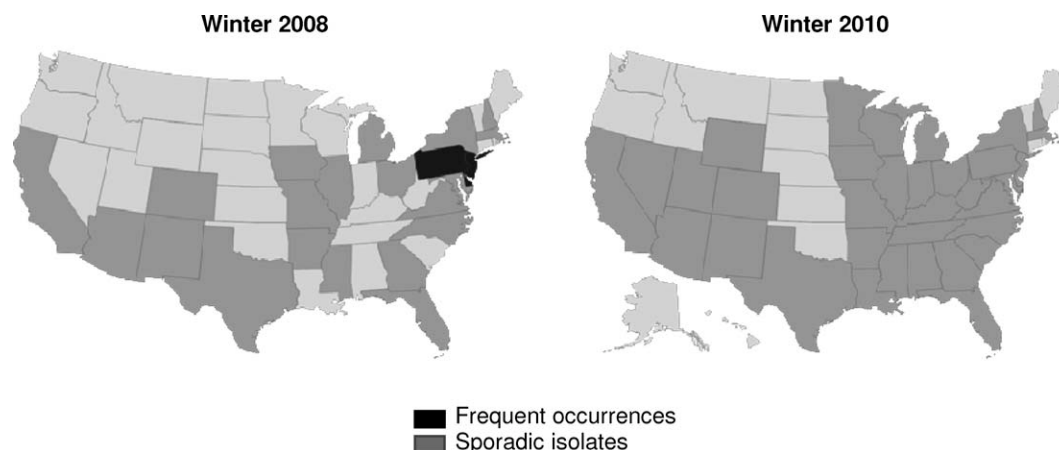 Winter 2008
Winter 2010
Frequent occurrences
Sporadic isolates